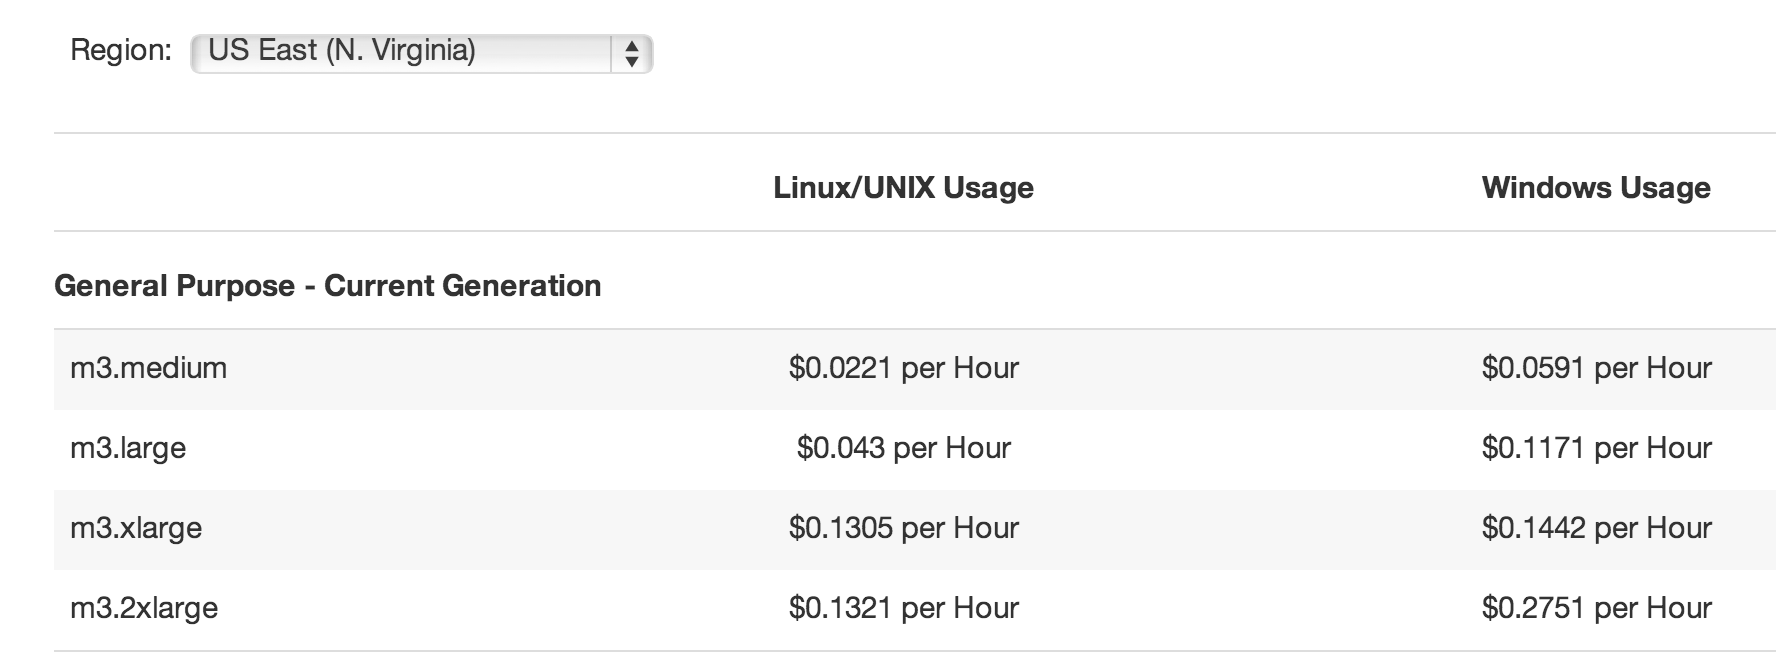 Region: US East (N. Virginia)
Linux/UNIX Usage Windows Usage
General Purpose - Current Generation
m3.medium $0.0221 per Hour $0.0591 per Hour
m3.large $0.043 per Hour $0.1171 per Hour
m3.xlarge $0.1305 per Hour $0.1442 per Hour
m3.2xlarge $0.1321 per Hour $0.2751 per Hour